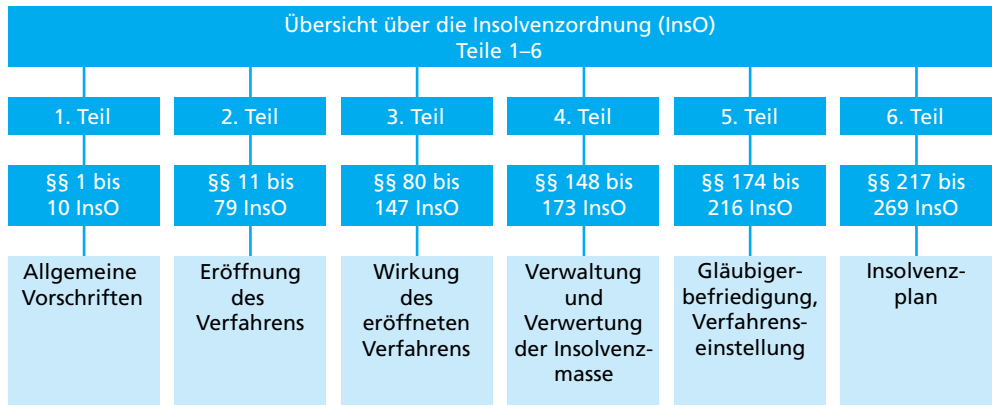 Übersicht über die Insolvenzordnung (InsO)
Teile 1–6
1. Teil
2. Teil
3. Teil
4. Teil
5. Teil
6. Teil
§§ 1 bis
10 InsO
§§ 11 bis
79 InsO
§§ 80 bis
147 InsO
§§ 148 bis
173 InsO
§§ 174 bis
216 InsO
§§ 217 bis
269 InsO
Allgemeine
Vorschriften
Eröffnung
des
Verfahrens
Wirkung
des
eröffneten
Verfahrens
Verwaltung
und
Verwertung
der Insolvenz-
masse
Gläubiger-
befriedigung,
Verfahrens-
einstellung
Insolvenz-
plan